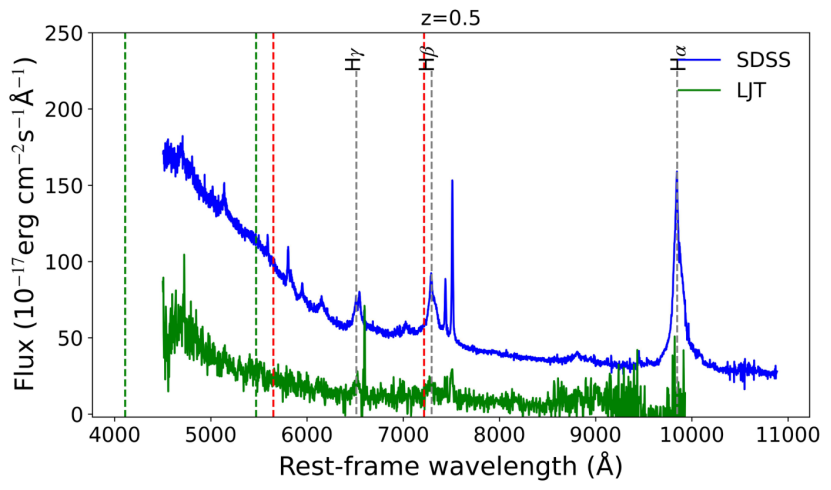 z=0.5
250
200
150
100
50
0
Flux (10⁻¹⁷erg cm⁻²s⁻¹Å⁻¹)
Hγ
Hβ
Hα
SDSS
LJT
4000 5000 6000 7000 8000 9000 10000 11000
Rest-frame wavelength (Å)